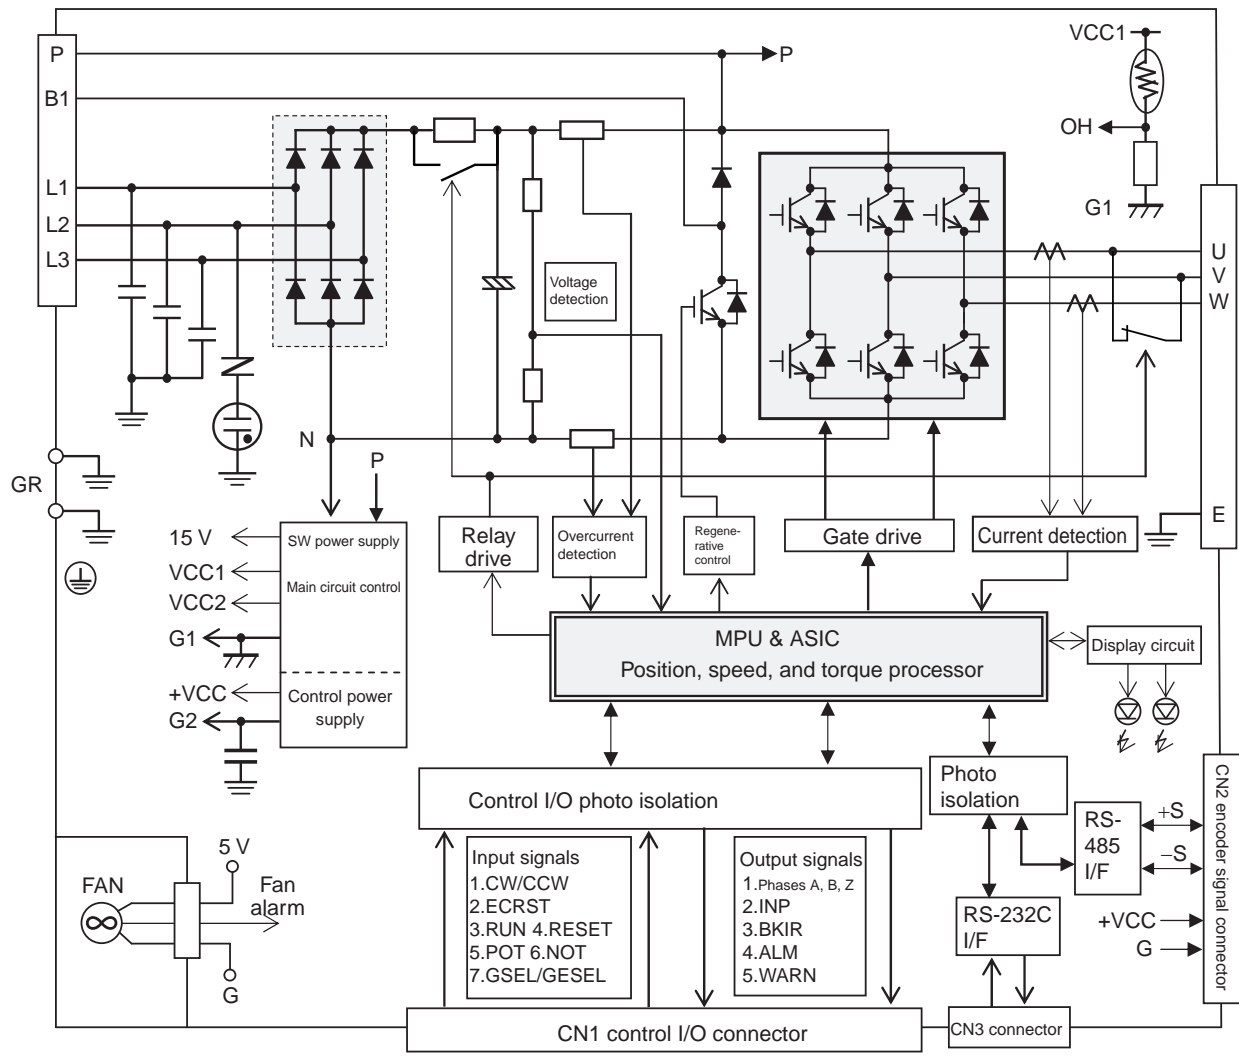 VCC1
P
P
B1
OH
L1
G1
L2
U
L3
V
Voltage
detection
W
N
P
GR
E
15 V
SW power supply
Relay
drive
Overcurrent
detection
Regene-
rative
control
Gate drive
Current detection
VCC1
Main circuit control
VCC2
G1
MPU & ASIC
Position, speed, and torque processor
Display circuit
+VCC
Control power
supply
G2
Control I/O photo isolation
Photo
isolation
CN2 encoder signal connector
RS-
485
I/F
+S
−S
5 V
FAN
Fan
alarm
G
Input signals
1.CW/CCW
2.ECRST
3.RUN 4.RESET
5.POT 6.NOT
7.GSEL/GESEL
Output signals
1.Phases A, B, Z
2.INP
3.BKIR
4.ALM
5.WARN
RS-232C
I/F
+VCC
G
CN1 control I/O connector
CN3 connector